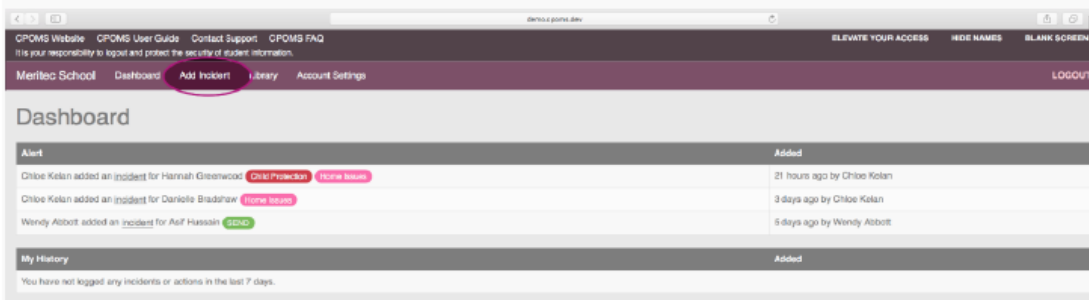 demo.cpoms.dev
CPOMS Website CPOMS User Guide Contact Support CPOMS FAQ ELEVATE YOUR ACCESS HIDE NAMES BLANK SCREEN
It is your responsibility to logout and protect the security of student information.
Meritec School Dashboard Add Incident Library Account Settings LOGOUT
Dashboard
Alert Added
Chloe Kelan added an incident for Hannah Greenwood Child Protection Home Issues 21 hours ago by Chloe Kelan
Chloe Kelan added an incident for Danielle Bradshaw Home Issues 3 days ago by Chloe Kelan
Wendy Abbott added an incident for Asif Hussain SEND 5 days ago by Wendy Abbott
My History Added
You have not logged any incidents or actions in the last 7 days.